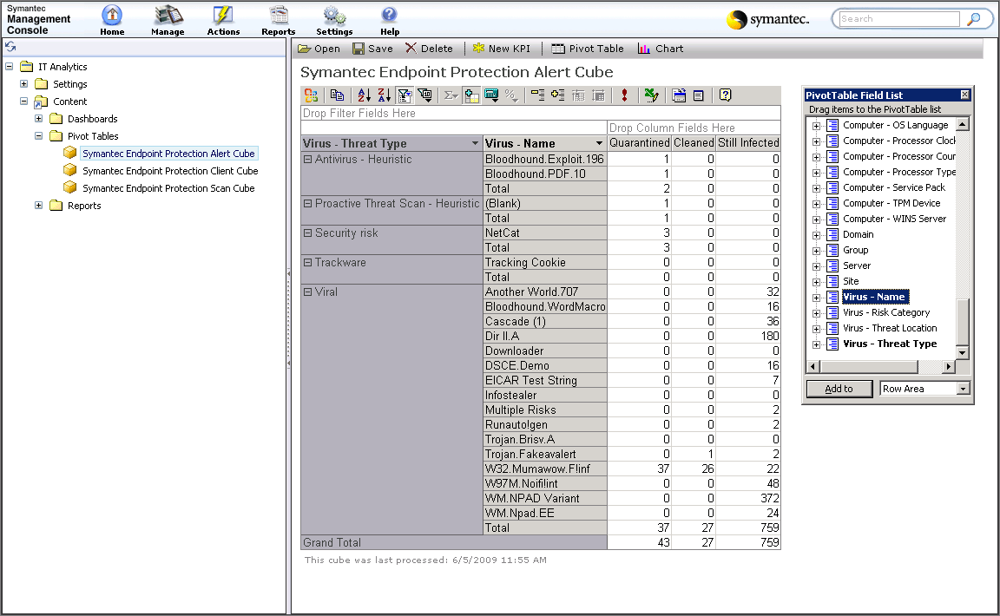 Symantec
Management
Console
Home
Manage
Actions
Reports
Settings
Help
symantec.
Search
Open
Save
Delete
New KPI
Pivot Table
Chart
IT Analytics
Settings
Content
Dashboards
Pivot Tables
Symantec Endpoint Protection Alert Cube
Symantec Endpoint Protection Client Cube
Symantec Endpoint Protection Scan Cube
Reports
Symantec Endpoint Protection Alert Cube
Drop Filter Fields Here
Drop Column Fields Here
Virus - Threat Type Virus - Name Quarantined Cleaned Still Infected
Antivirus - Heuristic Bloodhound.Exploit.196 1 0 0
Bloodhound.PDF.10 1 0 0
Total 2 0 0
Proactive Threat Scan - Heuristic (Blank) 1 0 0
Total 1 0 0
Security risk NetCat 3 0 0
Total 3 0 0
Trackware Tracking Cookie 0 0 0
Total 0 0 0
Viral Another World.707 0 0 32
Bloodhound.WordMacro 0 0 16
Cascade (1) 0 0 36
Dir II.A 0 0 180
Downloader 0 0 0
DSCE.Demo 0 0 16
EICAR Test String 0 0 7
Infostealer 0 0 0
Multiple Risks 0 0 2
Runauto!gen 0 0 2
Trojan.Brisv.A 0 0 0
Trojan.Fakeavalert 0 1 2
W32.Mumawow.F!inf 37 26 22
W97M.Noifi!int 0 0 48
WM.NPAD Variant 0 0 372
WM.Npad.EE 0 0 24
Total 37 27 759
Grand Total 43 27 759
This cube was last processed: 6/5/2009 11:55 AM
PivotTable Field List
Drag items to the PivotTable list
Computer - OS Language
Computer - Processor Clock
Computer - Processor Cour
Computer - Processor Type
Computer - Service Pack
Computer - TPM Device
Computer - WINS Server
Domain
Group
Server
Site
Virus - Name
Virus - Risk Category
Virus - Threat Location
Virus - Threat Type
Add to
Row Area